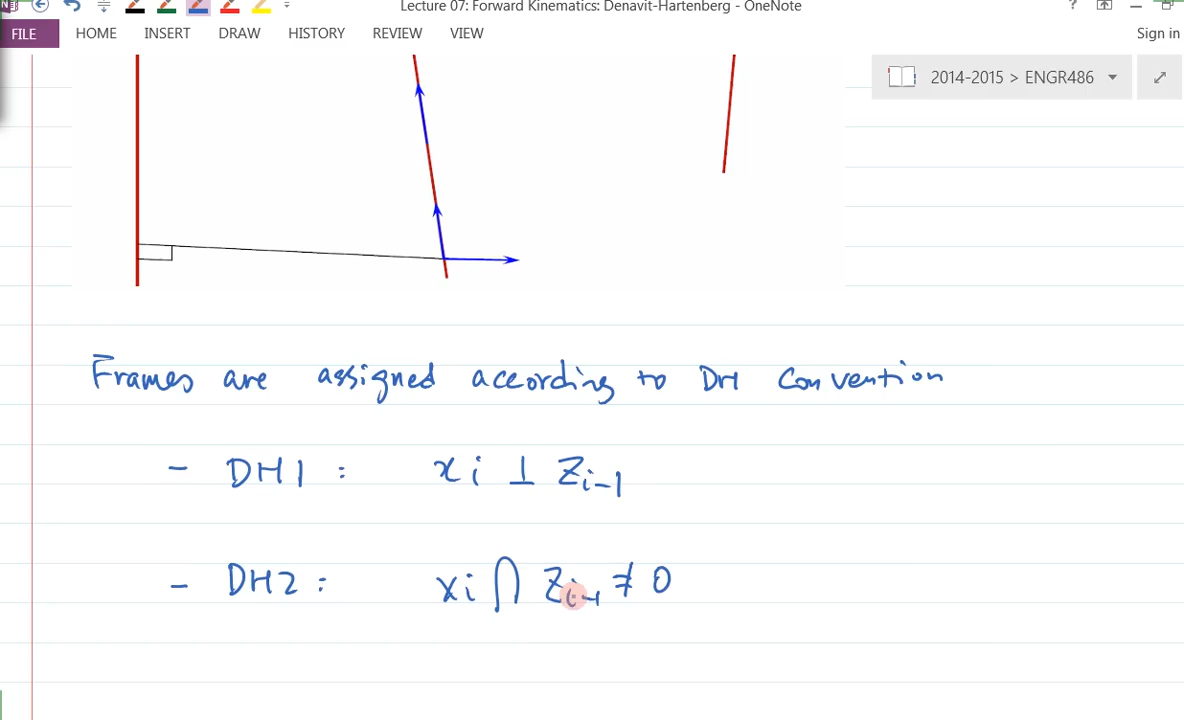 Lecture 07: Forward Kinematics: Denavit-Hartenberg - OneNote
FILE HOME INSERT DRAW HISTORY REVIEW VIEW Sign in
2014-2015 > ENGR486
Frames are assigned according to DH Convention
- DH1 : xi ⊥ Zi-1
- DH2 : xi ∩ Zi-1 ≠ 0